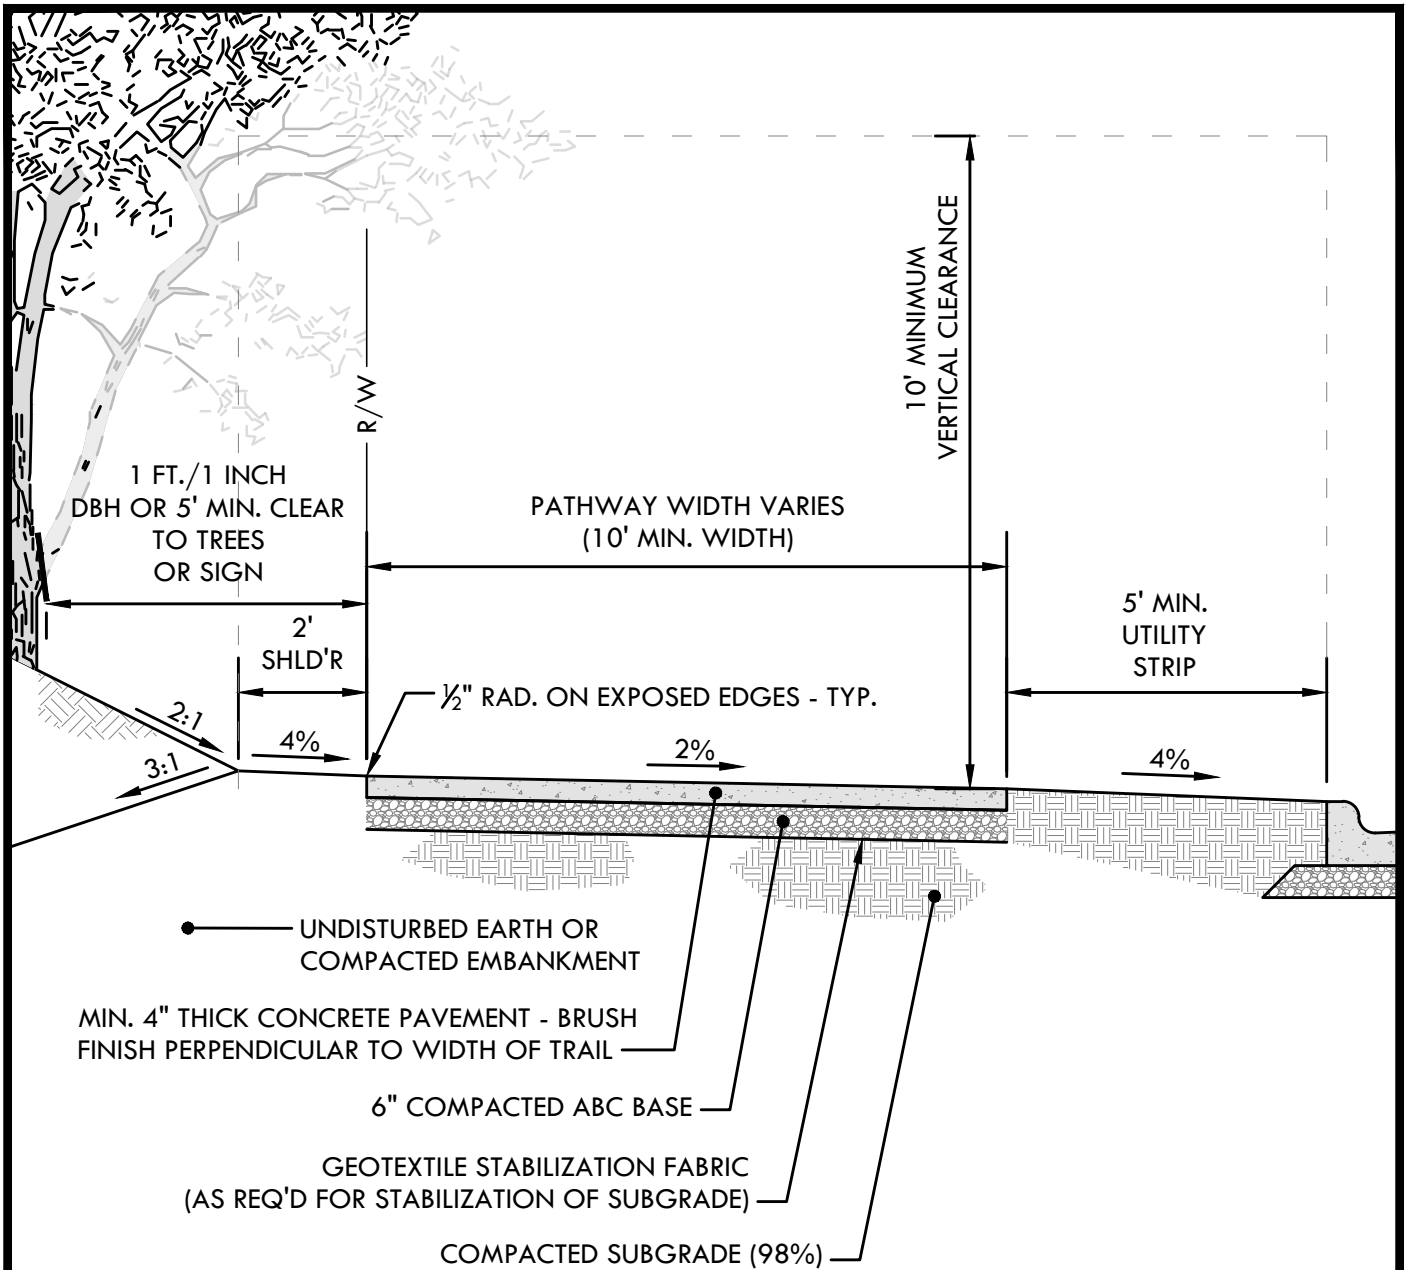 10' MINIMUM
VERTICAL CLEARANCE
R/W
1 FT./1 INCH
DBH OR 5' MIN. CLEAR
TO TREES
OR SIGN
PATHWAY WIDTH VARIES
(10' MIN. WIDTH)
5' MIN.
UTILITY
STRIP
2'
SHLD'R
½" RAD. ON EXPOSED EDGES - TYP.
2:1
3:1
4%
2%
4%
UNDISTURBED EARTH OR
COMPACTED EMBANKMENT
MIN. 4" THICK CONCRETE PAVEMENT - BRUSH
FINISH PERPENDICULAR TO WIDTH OF TRAIL
6" COMPACTED ABC BASE
GEOTEXTILE STABILIZATION FABRIC
(AS REQ'D FOR STABILIZATION OF SUBGRADE)
COMPACTED SUBGRADE (98%)